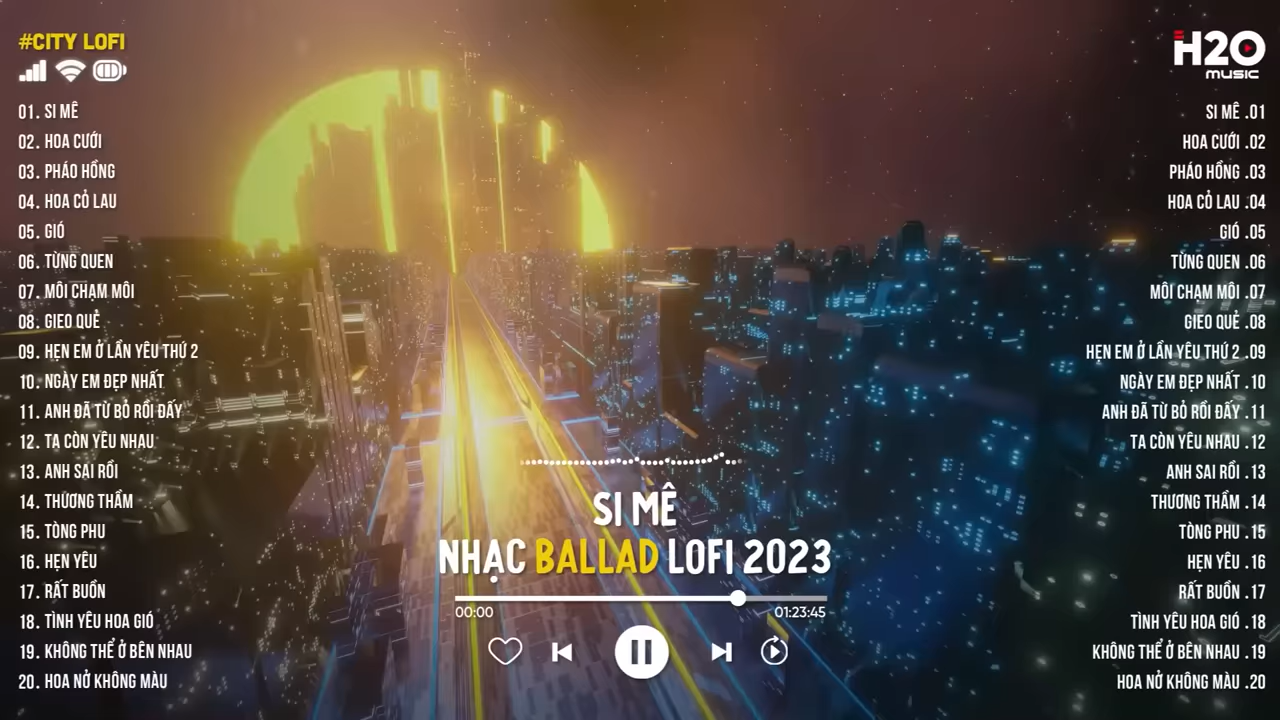 #CITY LOFI
01. SI MÊ
02. HOA CƯỚI
03. PHÁO HỒNG
04. HOA CỎ LAU
05. GIÓ
06. TỪNG QUEN
07. MÔI CHẠM MÔI
08. GIEO QUẺ
09. HẸN EM Ở LẦN YÊU THỨ 2
10. NGÀY EM ĐẸP NHẤT
11. ANH ĐÃ TỪ BỎ RỒI ĐẤY
12. TA CÒN YÊU NHAU
13. ANH SAI RỒI
14. THƯƠNG THẦM
15. TÒNG PHU
16. HẸN YÊU
17. RẤT BUỒN
18. TÌNH YÊU HOA GIÓ
19. KHÔNG THỂ Ở BÊN NHAU
20. HOA NỞ KHÔNG MÀU
SI MÊ
NHẠC BALLAD LOFI 2023
00:00 01:23:45
H2O
MUSIC
SI MÊ .01
HOA CƯỚI .02
PHÁO HỒNG .03
HOA CỎ LAU .04
GIÓ .05
TỪNG QUEN .06
MÔI CHẠM MÔI .07
GIEO QUẺ .08
HẸN EM Ở LẦN YÊU THỨ 2 .09
NGÀY EM ĐẸP NHẤT .10
ANH ĐÃ TỪ BỎ RỒI ĐẤY .11
TA CÒN YÊU NHAU .12
ANH SAI RỒI .13
THƯƠNG THẦM .14
TÒNG PHU .15
HẸN YÊU .16
RẤT BUỒN .17
TÌNH YÊU HOA GIÓ .18
KHÔNG THỂ Ở BÊN NHAU .19
HOA NỞ KHÔNG MÀU .20